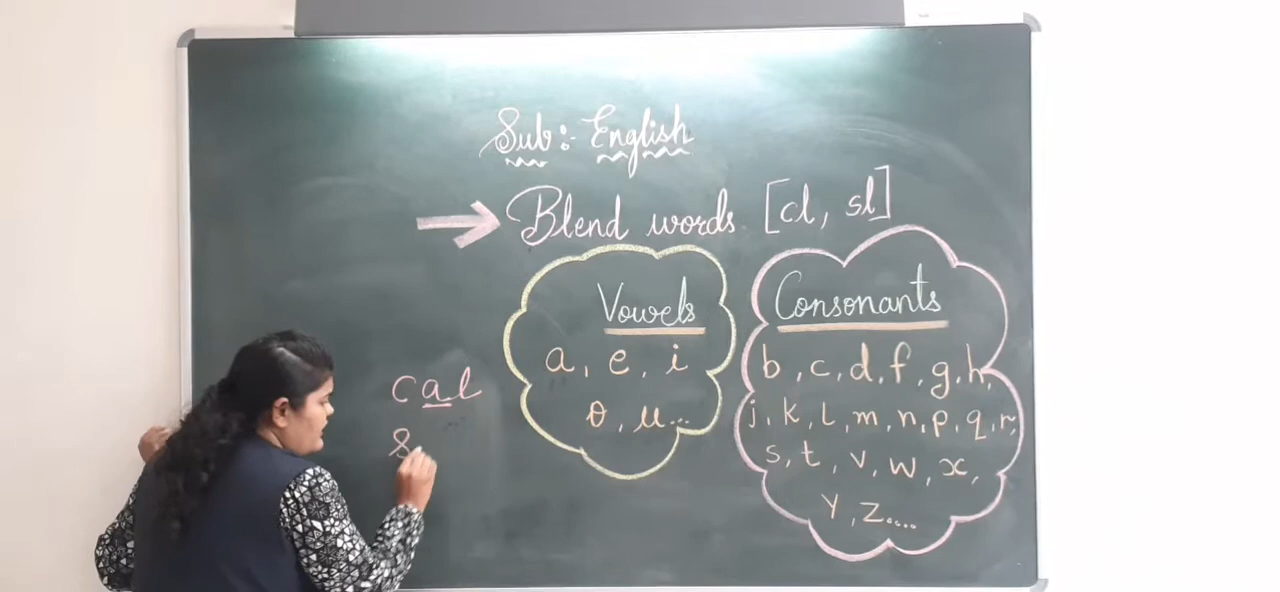 Sub:- English
Blend words [cl, sl]
Vowels
a, e, i
o, u...
Consonants
b, c, d, f, g, h,
j, k, l, m, n, p, q, r,
s, t, v, w, x,
y, z....
cal
s